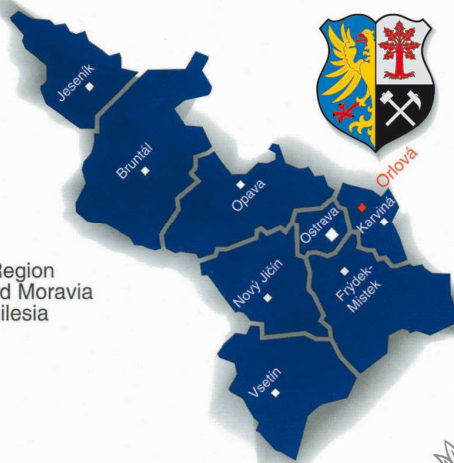 Jeseník
Bruntál
Opava
Orlová
Ostrava
Karviná
Nový Jičín
Frýdek-
Místek
Vsetín
Region
d Moravia
ilesia